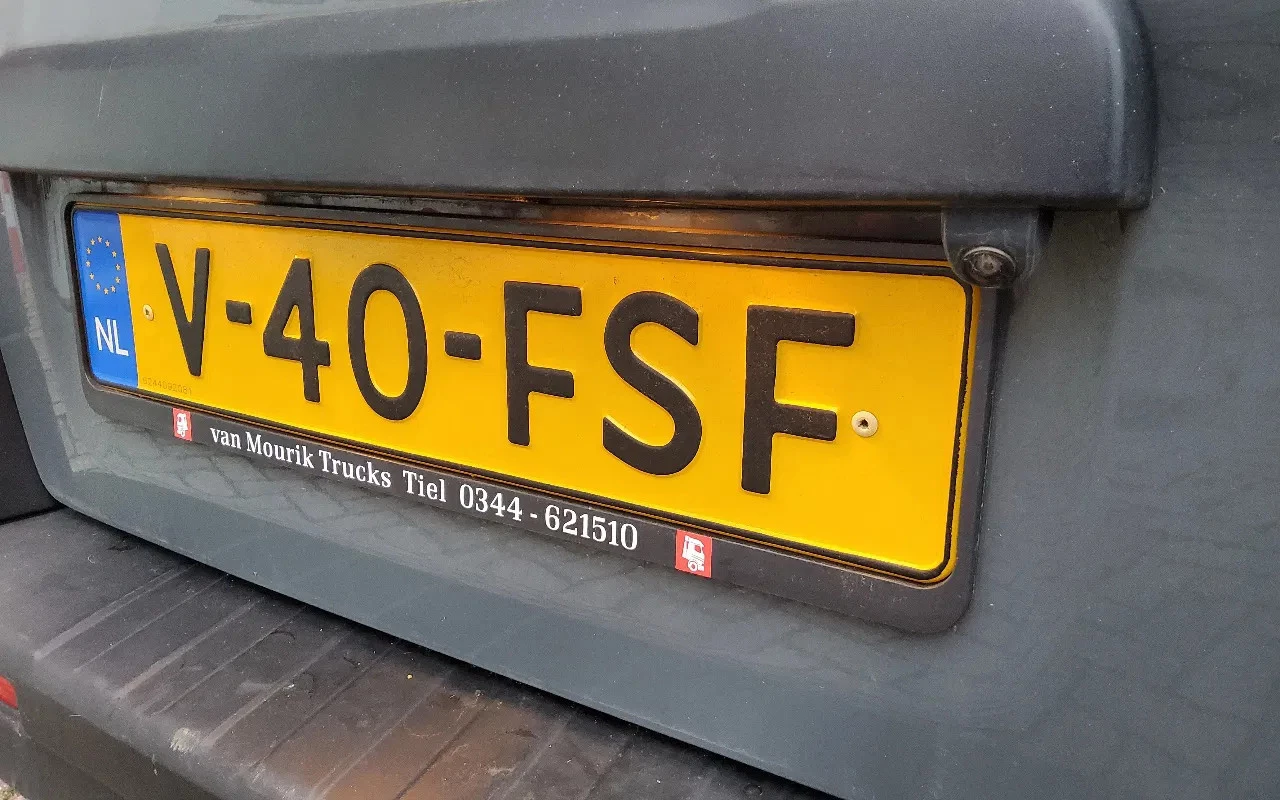 NL
V-40-FSF
van Mourik Trucks Tiel 0344 - 621510